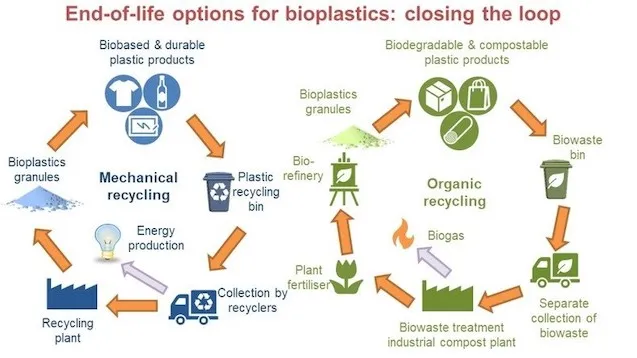 End-of-life options for bioplastics: closing the loop
Biobased & durable
plastic products
Bioplastics
granules
Mechanical
recycling
Plastic
recycling
bin
Energy
production
Collection by
recyclers
Recycling
plant
Biodegradable & compostable
plastic products
Bioplastics
granules
Bio-
refinery
Organic
recycling
Biowaste
bin
Biogas
Plant
fertiliser
Biowaste treatment
industrial compost plant
Separate
collection of
biowaste